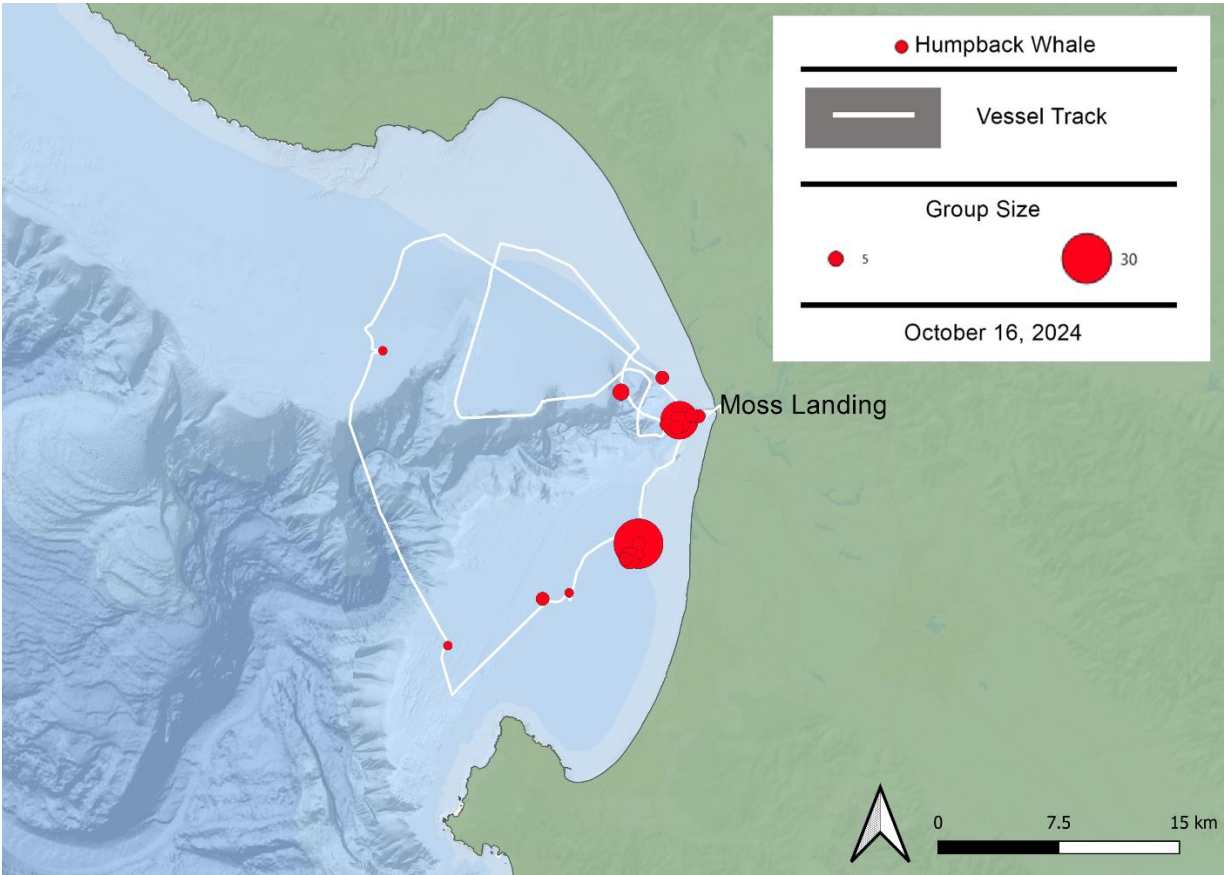 Humpback Whale
Vessel Track
Group Size
5 30
October 16, 2024
Moss Landing
0 7.5 15 km